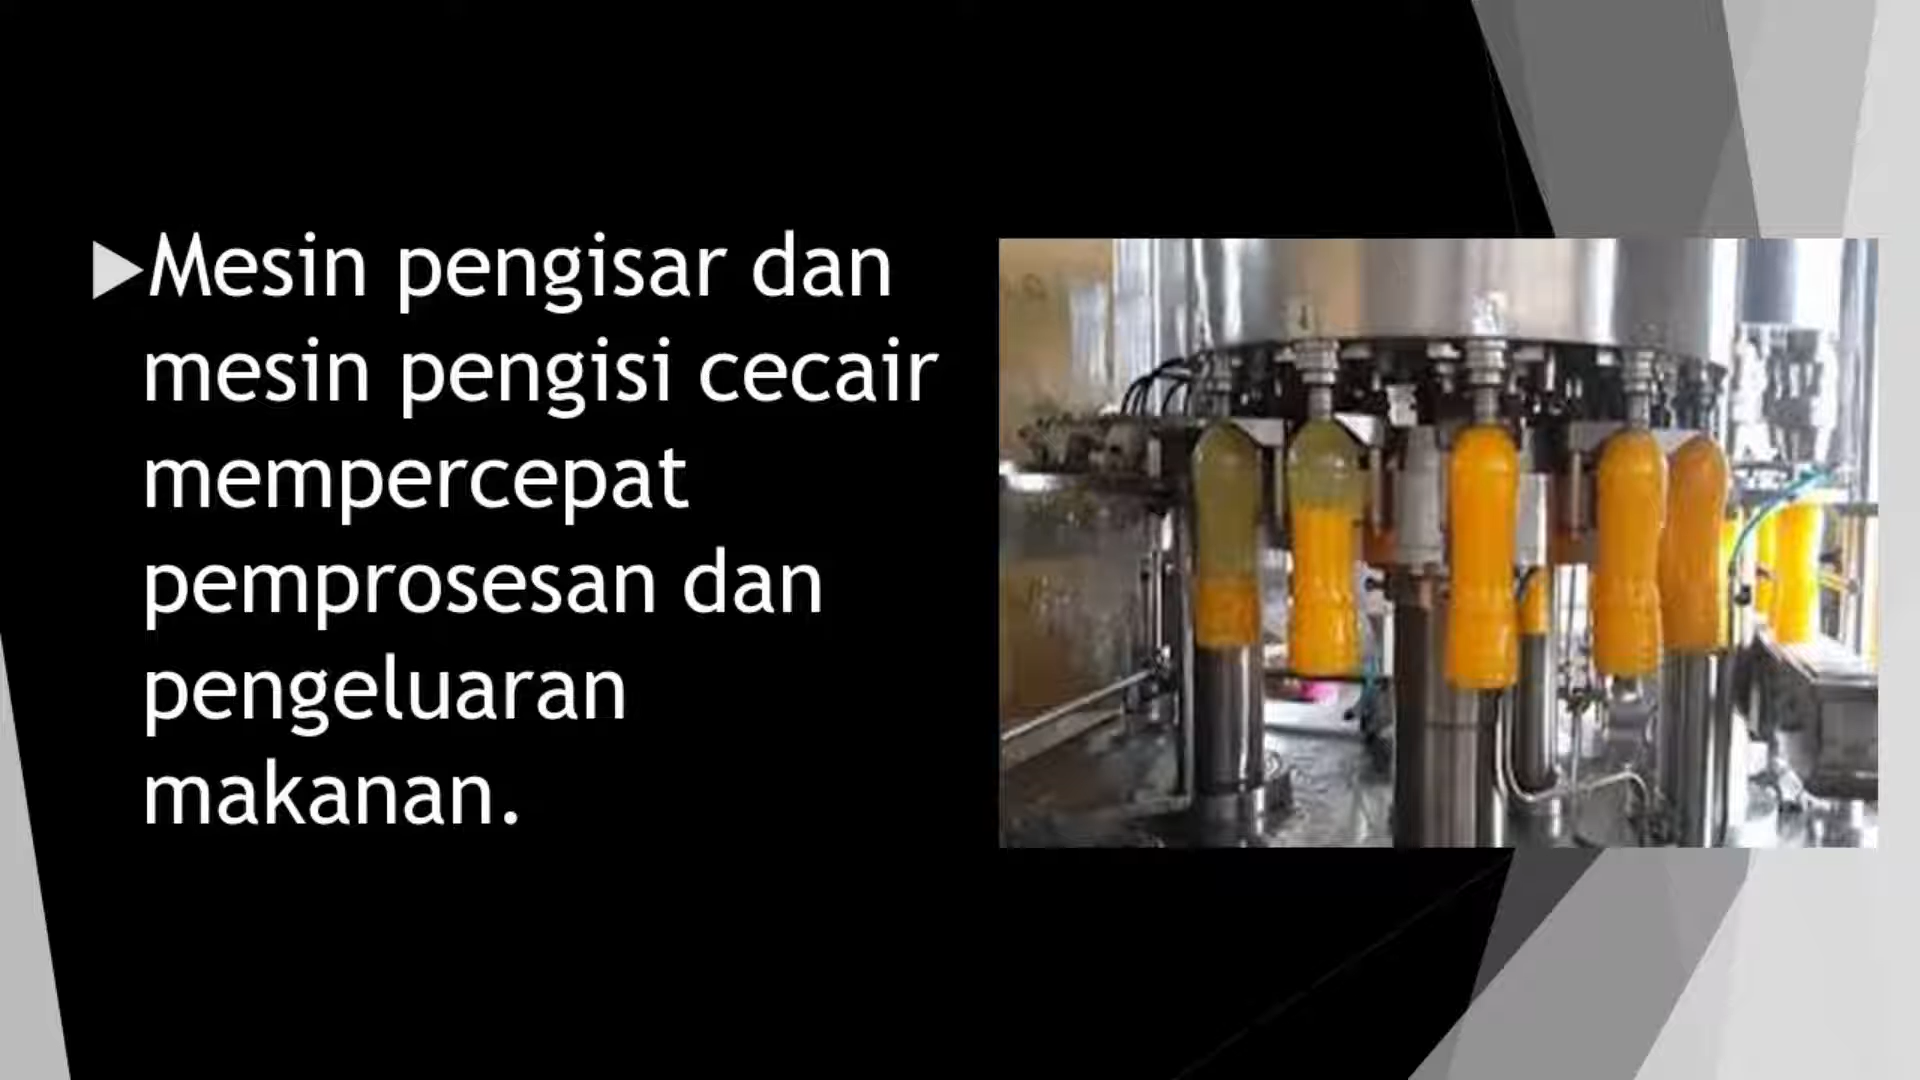 Mesin pengisar dan
mesin pengisi cecair
mempercepat
pemprosesan dan
pengeluaran
makanan.